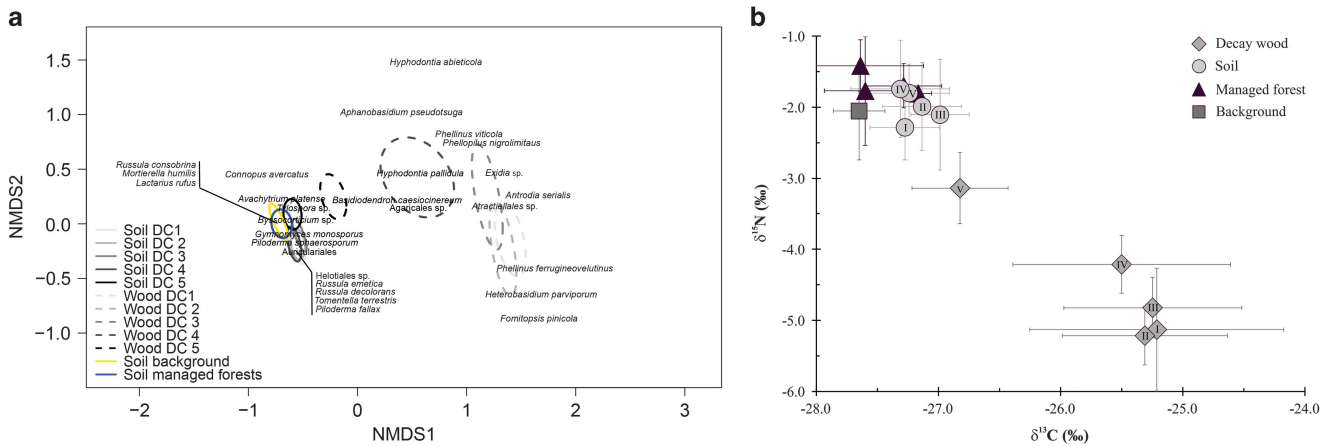 a
NMDS2
1.5
1.0
0.5
0.0
−0.5
−1.0
Hyphodontia abieticola
Aphanobasidium pseudotsuga
Phellinus viticola
Phellopilus nigrolimitaus
Russula consobrina
Mortierella humilis
Lactarius rufus
Connopus avercatus
Hyphodontia pallidula
Exidia sp.
Antrodia serialis
Basidiodendron caesiocinereum
Agaricales sp.
Atractiellales sp.
Byssocorticium sp.
Gymnomyces monosporus
Piloderma sphaerosporum
Auriculariales
Phellinus ferrugineovelutinus
Helotiales sp.
Russula emetica
Russula decolorans
Tomentella terrestris
Piloderma fallax
Heterobasidium parviporum
Fomitopsis pinicola
Soil DC1
Soil DC 2
Soil DC 3
Soil DC 4
Soil DC 5
Wood DC1
Wood DC 2
Wood DC 3
Wood DC 4
Wood DC 5
Soil background
Soil managed forests
−2 −1 0 1 2 3
NMDS1
b
δ15N (‰)
-1.0
-2.0
-3.0
-4.0
-5.0
-6.0
Decay wood
Soil
Managed forest
Background
IV V
II
III
I
V
IV
III
II I
-28.0 -27.0 -26.0 -25.0 -24.0
δ13C (‰)